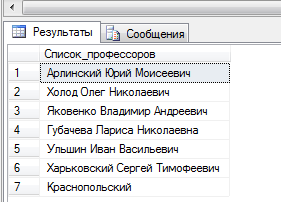 Результаты Сообщения
Список_профессоров
1 Арлинский Юрий Моисеевич
2 Холод Олег Николаевич
3 Яковенко Владимир Андреевич
4 Губачева Лариса Николаевна
5 Ульшин Иван Васильевич
6 Харьковский Сергей Тимофеевич
7 Краснопольский